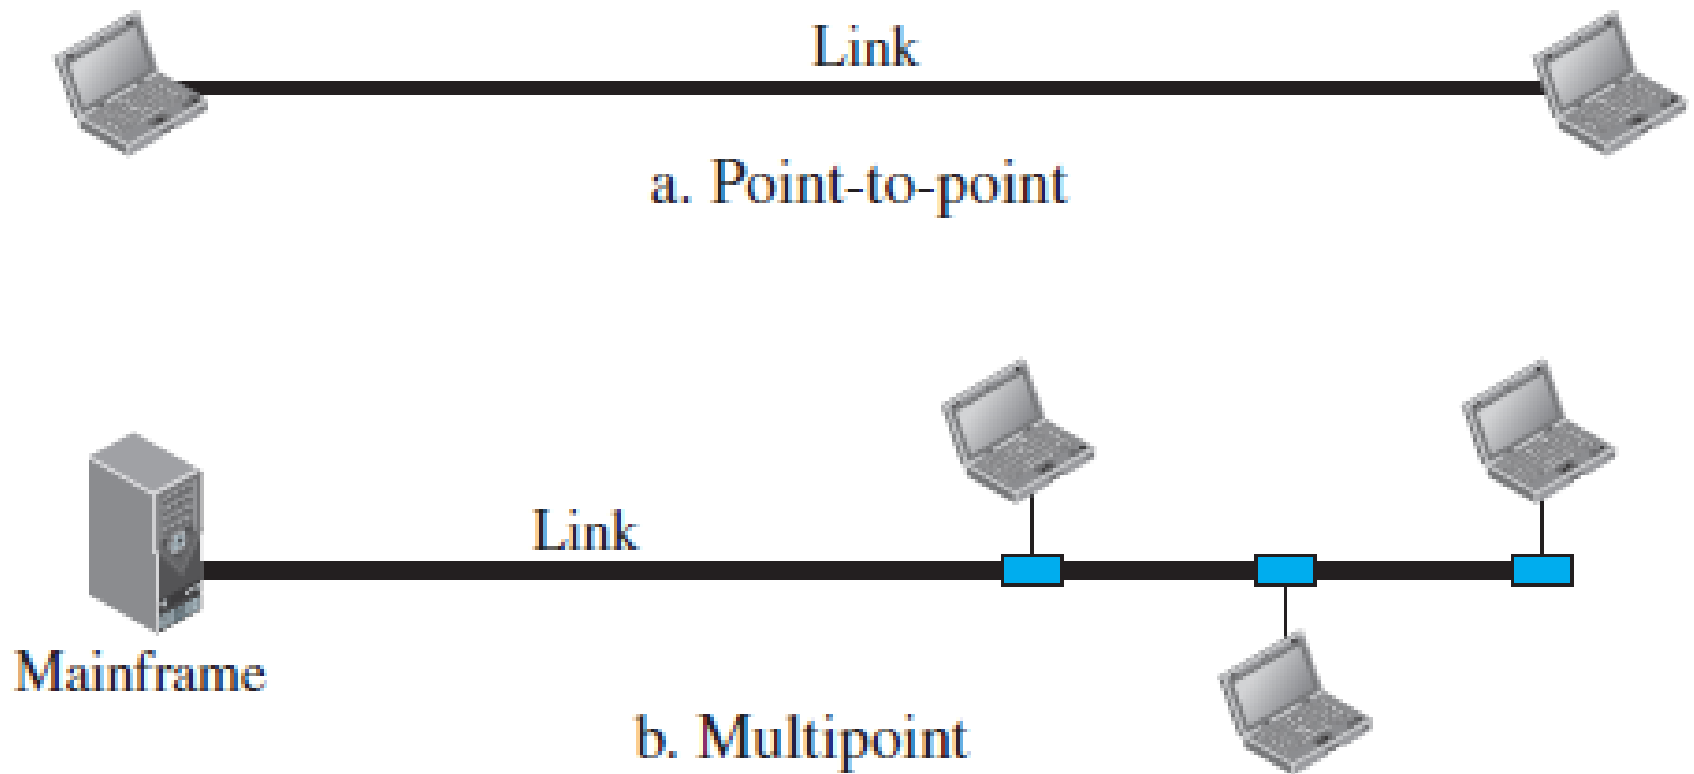 Link
a. Point-to-point
Link
Mainframe
b. Multipoint